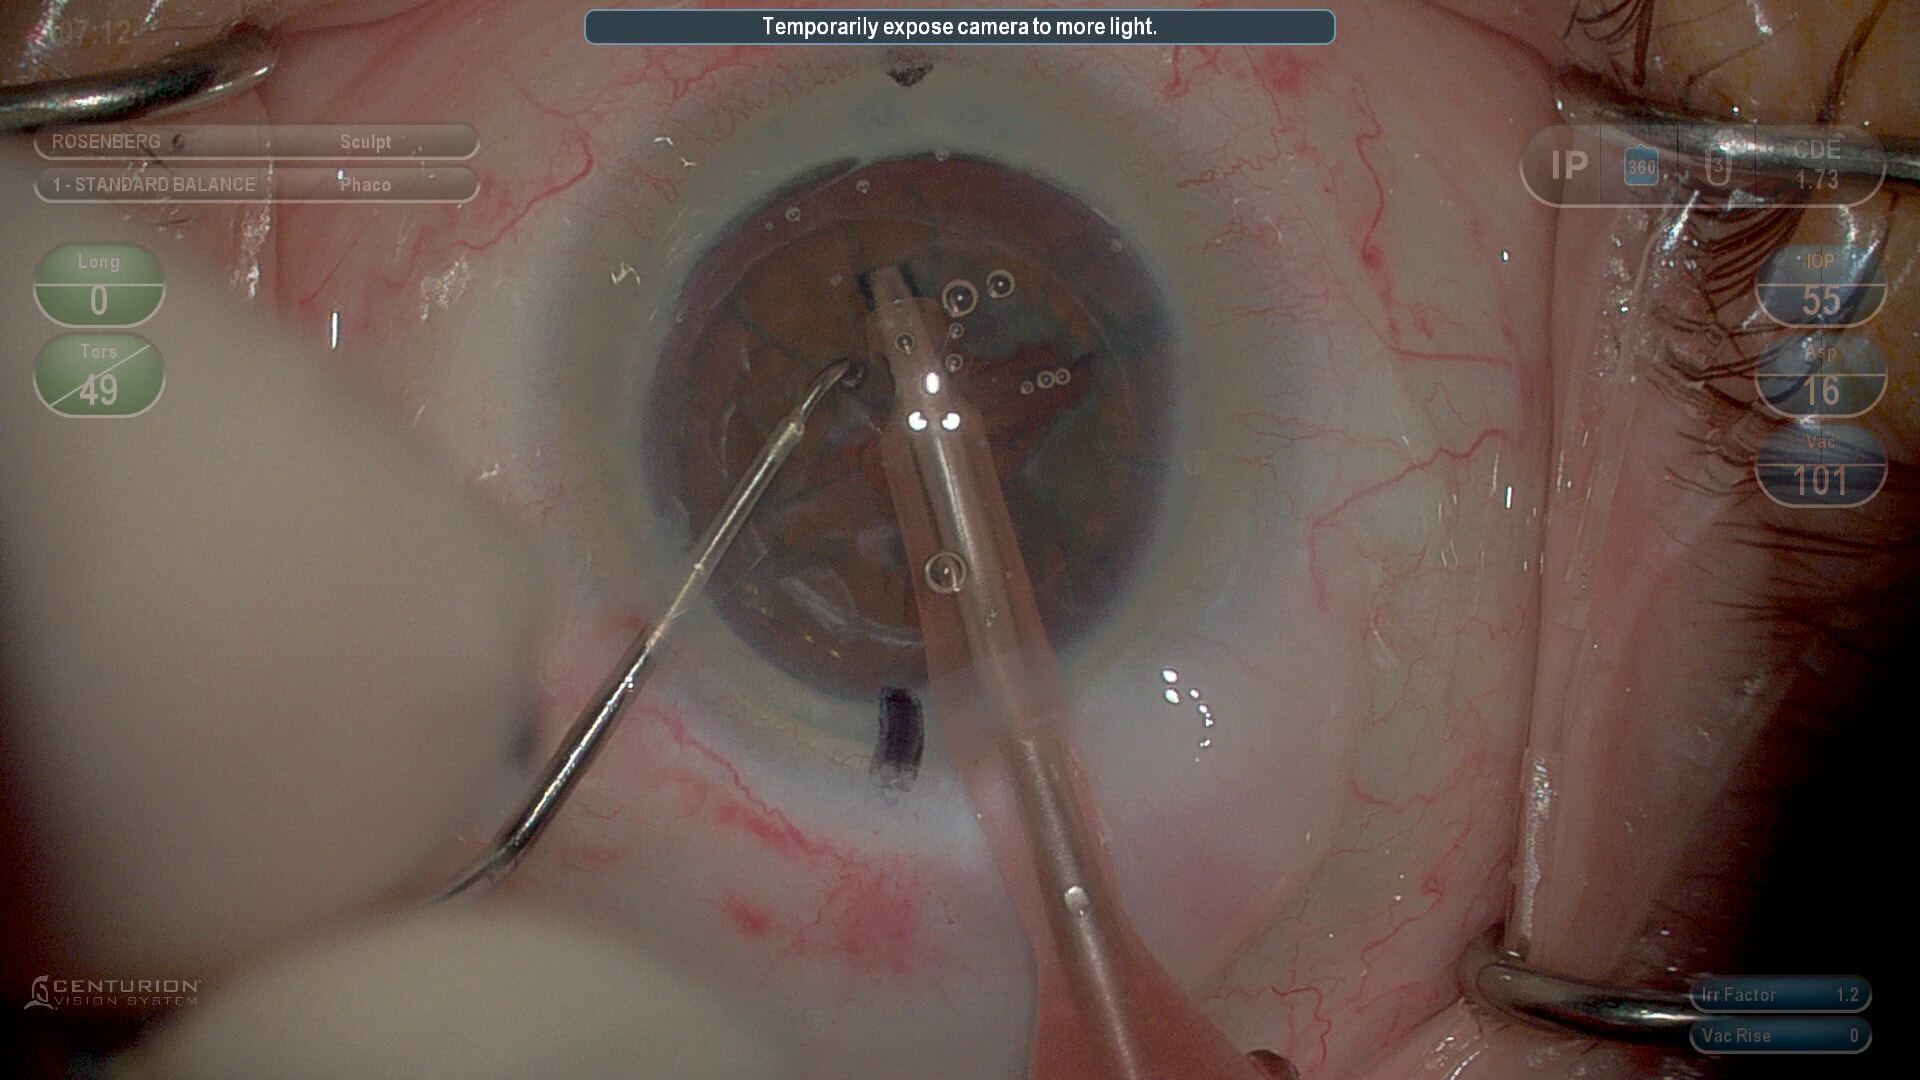 Temporarily expose camera to more light.
07:12
ROSENBERG Sculpt
1 - STANDARD BALANCE Phaco
IP 360 3 CDE
1.73
Long
0
Tors
49
IOP
55
Asp
16
Vac
101
CENTURION
VISION SYSTEM
Irr Factor 1.2
Vac Rise 0